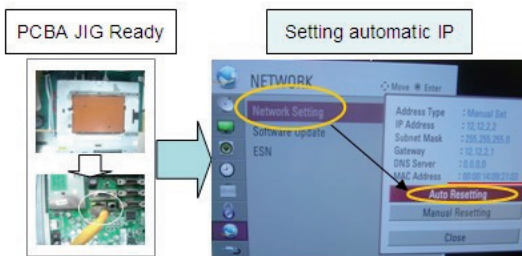 PCBA JIG Ready
Setting automatic IP
NETWORK
Move Enter
Network Setting
Software Update
ESN
Address Type : Manual Set
IP Address : 12.12.2.2
Subnet Mask : 255.255.255.0
Gateway : 12.12.2.1
DNS Server : 0.0.0.0
MAC Address
Auto Resetting
Manual Resetting
Close